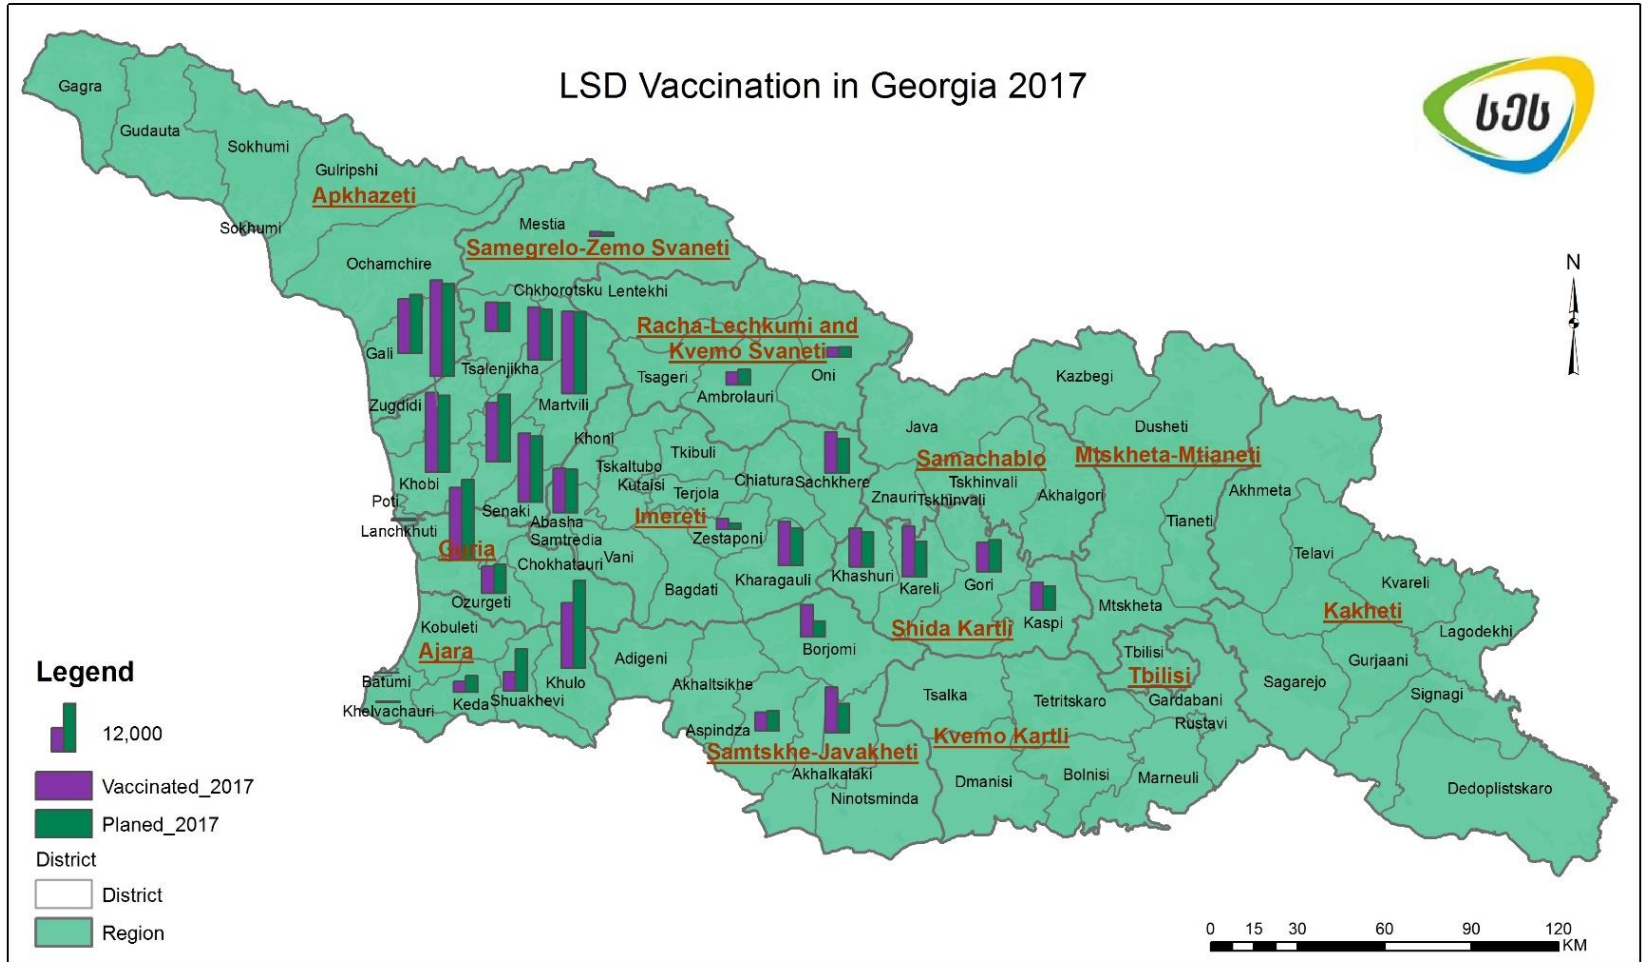 LSD Vaccination in Georgia 2017
სეს
Gagra
Gudauta
Sokhumi
Gulripshi
Apkhazeti
Sokhumi
Mestia
Samegrelo-Zemo Svaneti
Ochamchire
N
Chkhorotsku Lentekhi
Racha-Lechkumi and
Kvemo Svaneti
Gali
Tsalenjikha
Tsageri
Oni
Kazbegi
Ambrolauri
Zugdidi
Martvili
Java
Dusheti
Khoni
Tkibuli
Samachablo
Mtskheta-Mtianeti
Tskaltubo
Khobi
Kutaisi
Chiatura
Sachkhere
Tskhinvali
Terjola
Znauri
Tskhinvali
Akhalgori
Akhmeta
Poti
Senaki
Abasha
Imereti
Tianeti
Lanchkhuti
Samtredia
Zestaponi
Guria
Chokhatauri
Vani
Telavi
Kharagauli
Khashuri
Kareli
Gori
Kvareli
Bagdati
Ozurgeti
Mtskheta
Kakheti
Kaspi
Kobuleti
Shida Kartli
Lagodekhi
Ajara
Adigeni
Borjomi
Tbilisi
Gurjaani
Tbilisi
Batumi
Khulo
Akhaltsikhe
Sagarejo
Signagi
Khelvachauri
Keda
Shuakhevi
Tsalka
Tetritskaro
Gardabani
Rustavi
Aspindza
Samtskhe-Javakheti
Kvemo Kartli
Akhalkalaki
Dmanisi
Bolnisi
Marneuli
Ninotsminda
Dedoplistskaro
Legend
12,000
Vaccinated_2017
Planed_2017
District
District
Region
0 15 30 60 90 120
KM